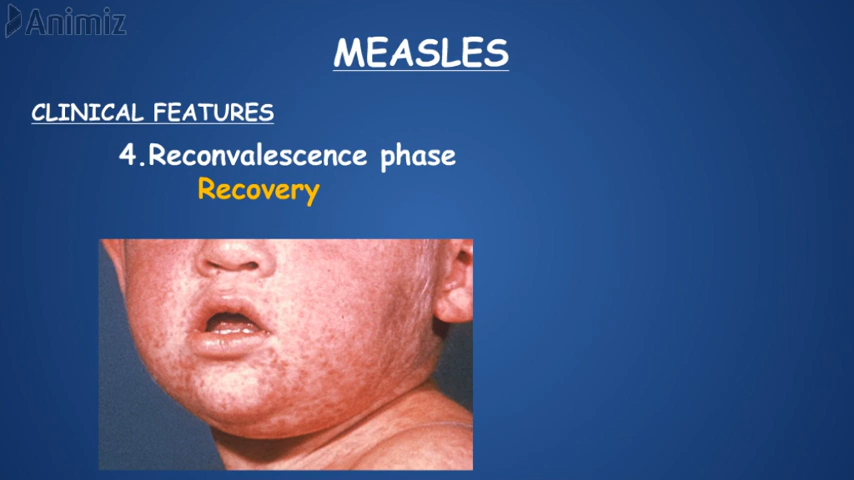 Animiz
MEASLES
CLINICAL FEATURES
4.Reconvalescence phase
Recovery